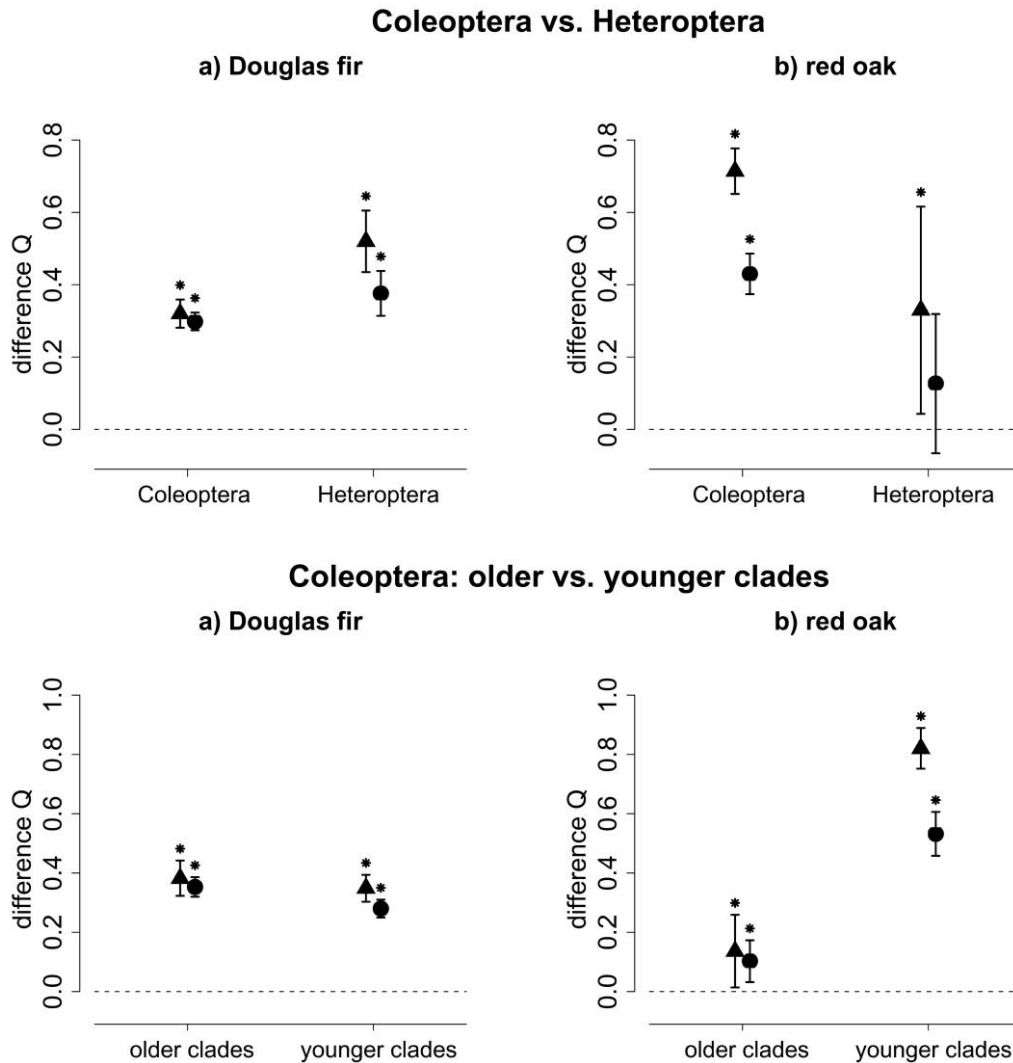 Coleoptera vs. Heteroptera
a) Douglas fir
b) red oak
difference Q
0.0 0.2 0.4 0.6 0.8
* * * *
Coleoptera Heteroptera
difference Q
0.0 0.2 0.4 0.6 0.8
* * *
Coleoptera Heteroptera
Coleoptera: older vs. younger clades
a) Douglas fir
b) red oak
difference Q
0.0 0.2 0.4 0.6 0.8 1.0
* * * *
older clades younger clades
difference Q
0.0 0.2 0.4 0.6 0.8 1.0
* * * *
older clades younger clades